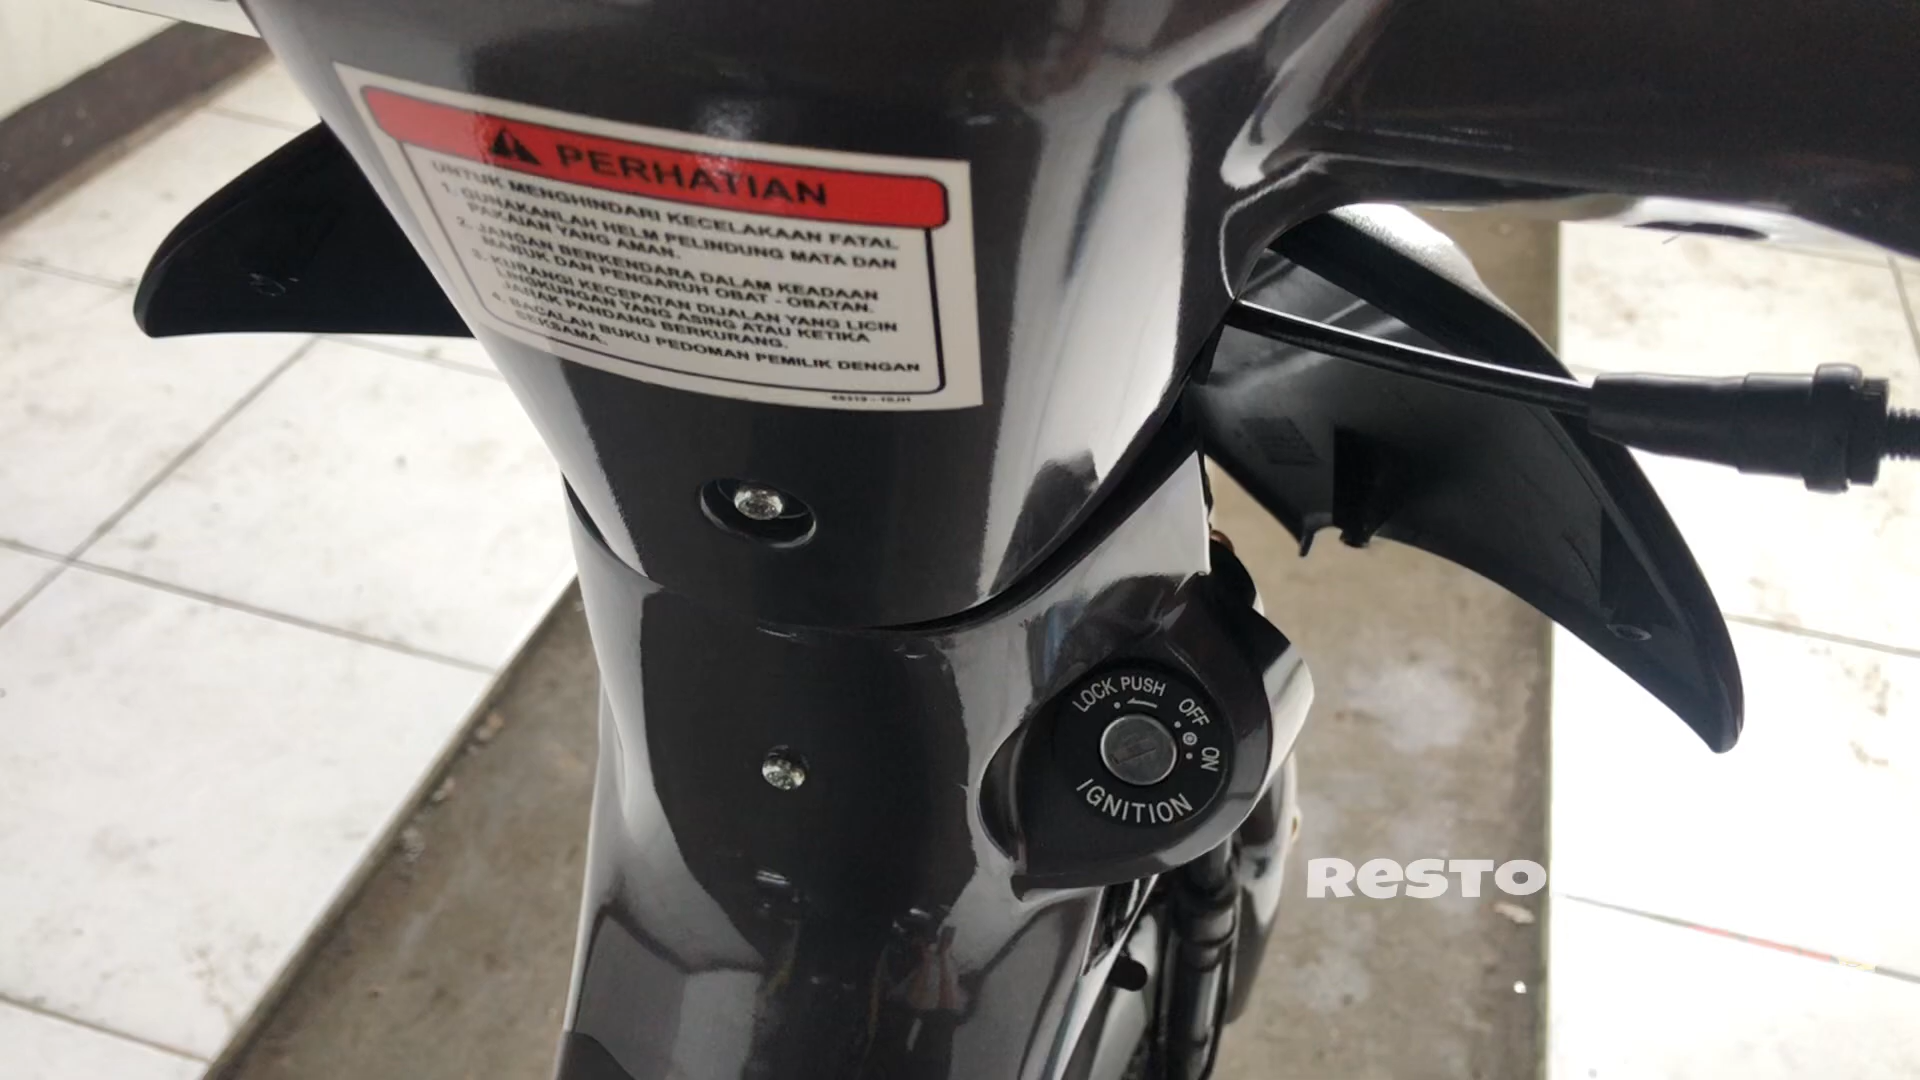 PERHATIAN
UNTUK MENGHINDARI KECELAKAAN FATAL
1. GUNAKANLAH HELM PELINDUNG MATA DAN
PAKAIAN YANG AMAN.
2. JANGAN BERKENDARA DALAM KEADAAN
MABUK DAN PENGARUH OBAT - OBATAN.
3. KURANGI KECEPATAN DIJALAN YANG LICIN
LINGKUNGAN YANG ASING ATAU KETIKA
JARAK PANDANG BERKURANG.
4. BACALAH BUKU PEDOMAN PEMILIK DENGAN
SEKSAMA.
LOCK PUSH OFF ON
IGNITION
RESTO